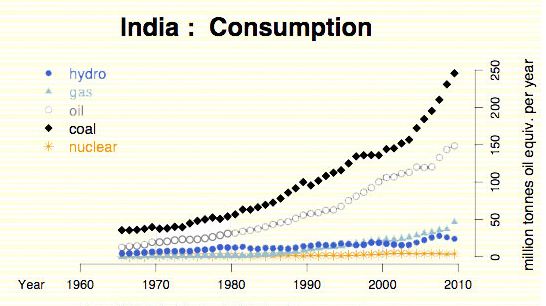 India : Consumption
hydro
gas
oil
coal
nuclear
250
200
150
100
50
0
million tonnes oil equiv. per year
Year 1960 1970 1980 1990 2000 2010